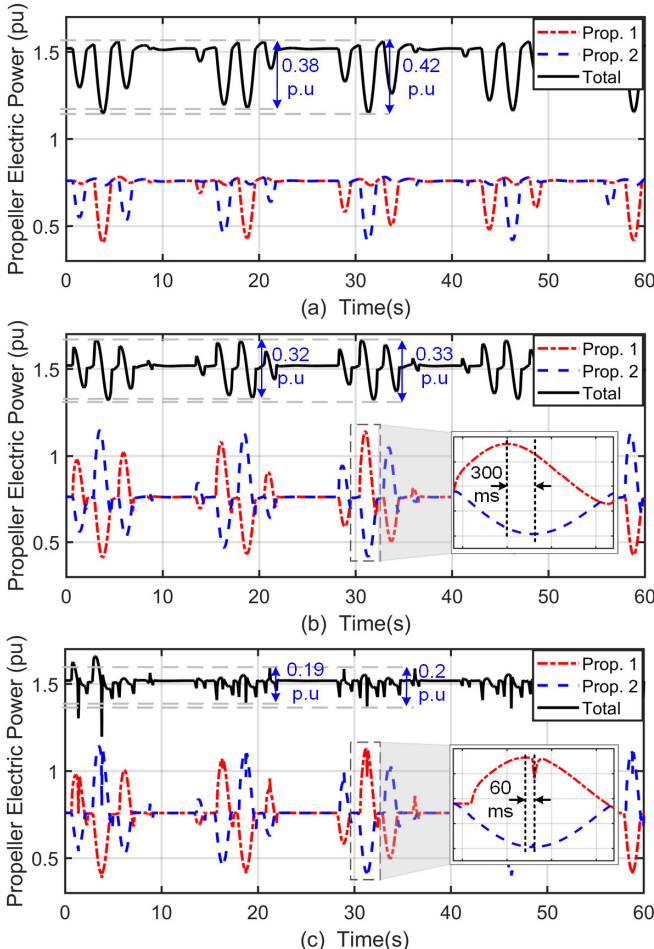 Propeller Electric Power (pu)
1.5
1
0.5
0.38
p.u
0.42
p.u
Prop. 1
Prop. 2
Total
0 10 20 30 40 50 60
(a) Time(s)
Propeller Electric Power (pu)
1.5
1
0.5
0.32
p.u
0.33
p.u
Prop. 1
Prop. 2
Total
300
ms
0 10 20 30 40 50 60
(b) Time(s)
Propeller Electric Power (pu)
1.5
1
0.5
0.19
p.u
0.2
p.u
Prop. 1
Prop. 2
Total
60
ms
0 10 20 30 40 50 60
(c) Time(s)